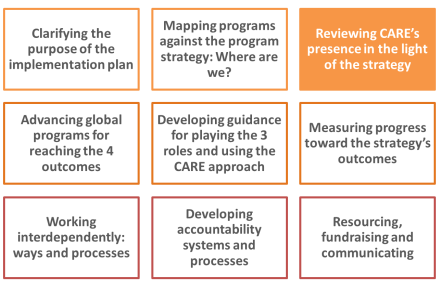 Clarifying the
purpose of the
implementation plan
Mapping programs
against the program
strategy: Where are
we?
Reviewing CARE's
presence in the light
of the strategy
Advancing global
programs for
reaching the 4
outcomes
Developing guidance
for playing the 3
roles and using the
CARE approach
Measuring progress
toward the strategy's
outcomes
Working
interdependently:
ways and processes
Developing
accountability
systems and
processes
Resourcing,
fundraising and
communicating